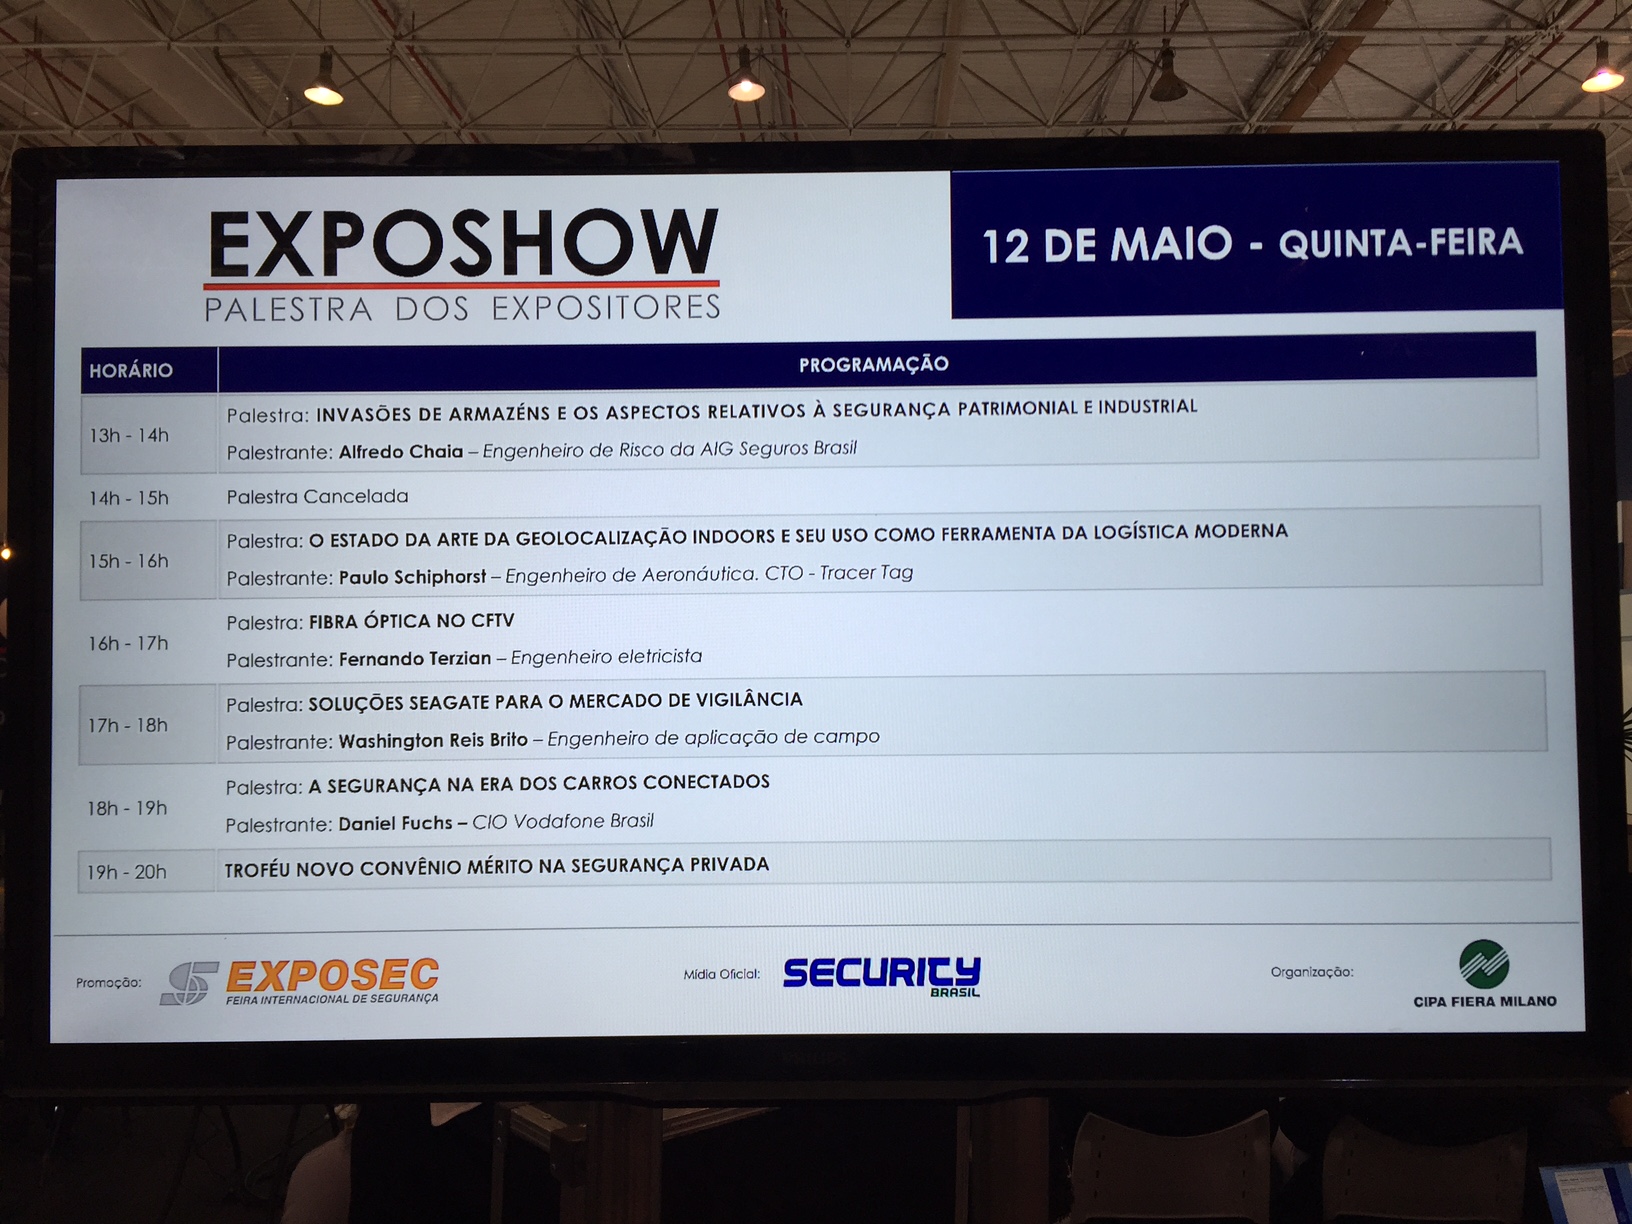 EXPOSHOW
PALESTRA DOS EXPOSITORES
12 DE MAIO - QUINTA-FEIRA
HORÁRIO PROGRAMAÇÃO
13h - 14h
Palestra: INVASÕES DE ARMAZÉNS E OS ASPECTOS RELATIVOS À SEGURANÇA PATRIMONIAL E INDUSTRIAL
Palestrante: Alfredo Chaia – Engenheiro de Risco da AIG Seguros Brasil
14h - 15h Palestra Cancelada
15h - 16h
Palestra: O ESTADO DA ARTE DA GEOLOCALIZAÇÃO INDOORS E SEU USO COMO FERRAMENTA DA LOGÍSTICA MODERNA
Palestrante: Paulo Schiphorst – Engenheiro de Aeronáutica. CTO - Tracer Tag
16h - 17h
Palestra: FIBRA ÓPTICA NO CFTV
Palestrante: Fernando Terzian – Engenheiro eletricista
17h - 18h
Palestra: SOLUÇÕES SEAGATE PARA O MERCADO DE VIGILÂNCIA
Palestrante: Washington Reis Brito – Engenheiro de aplicação de campo
18h - 19h
Palestra: A SEGURANÇA NA ERA DOS CARROS CONECTADOS
Palestrante: Daniel Fuchs – CIO Vodafone Brasil
19h - 20h TROFÉU NOVO CONVÊNIO MÉRITO NA SEGURANÇA PRIVADA
Promoção: EXPOSEC
FEIRA INTERNACIONAL DE SEGURANÇA
Mídia Oficial: SECURITY
BRASIL
Organização:
CIPA FIERA MILANO
PHILIPS